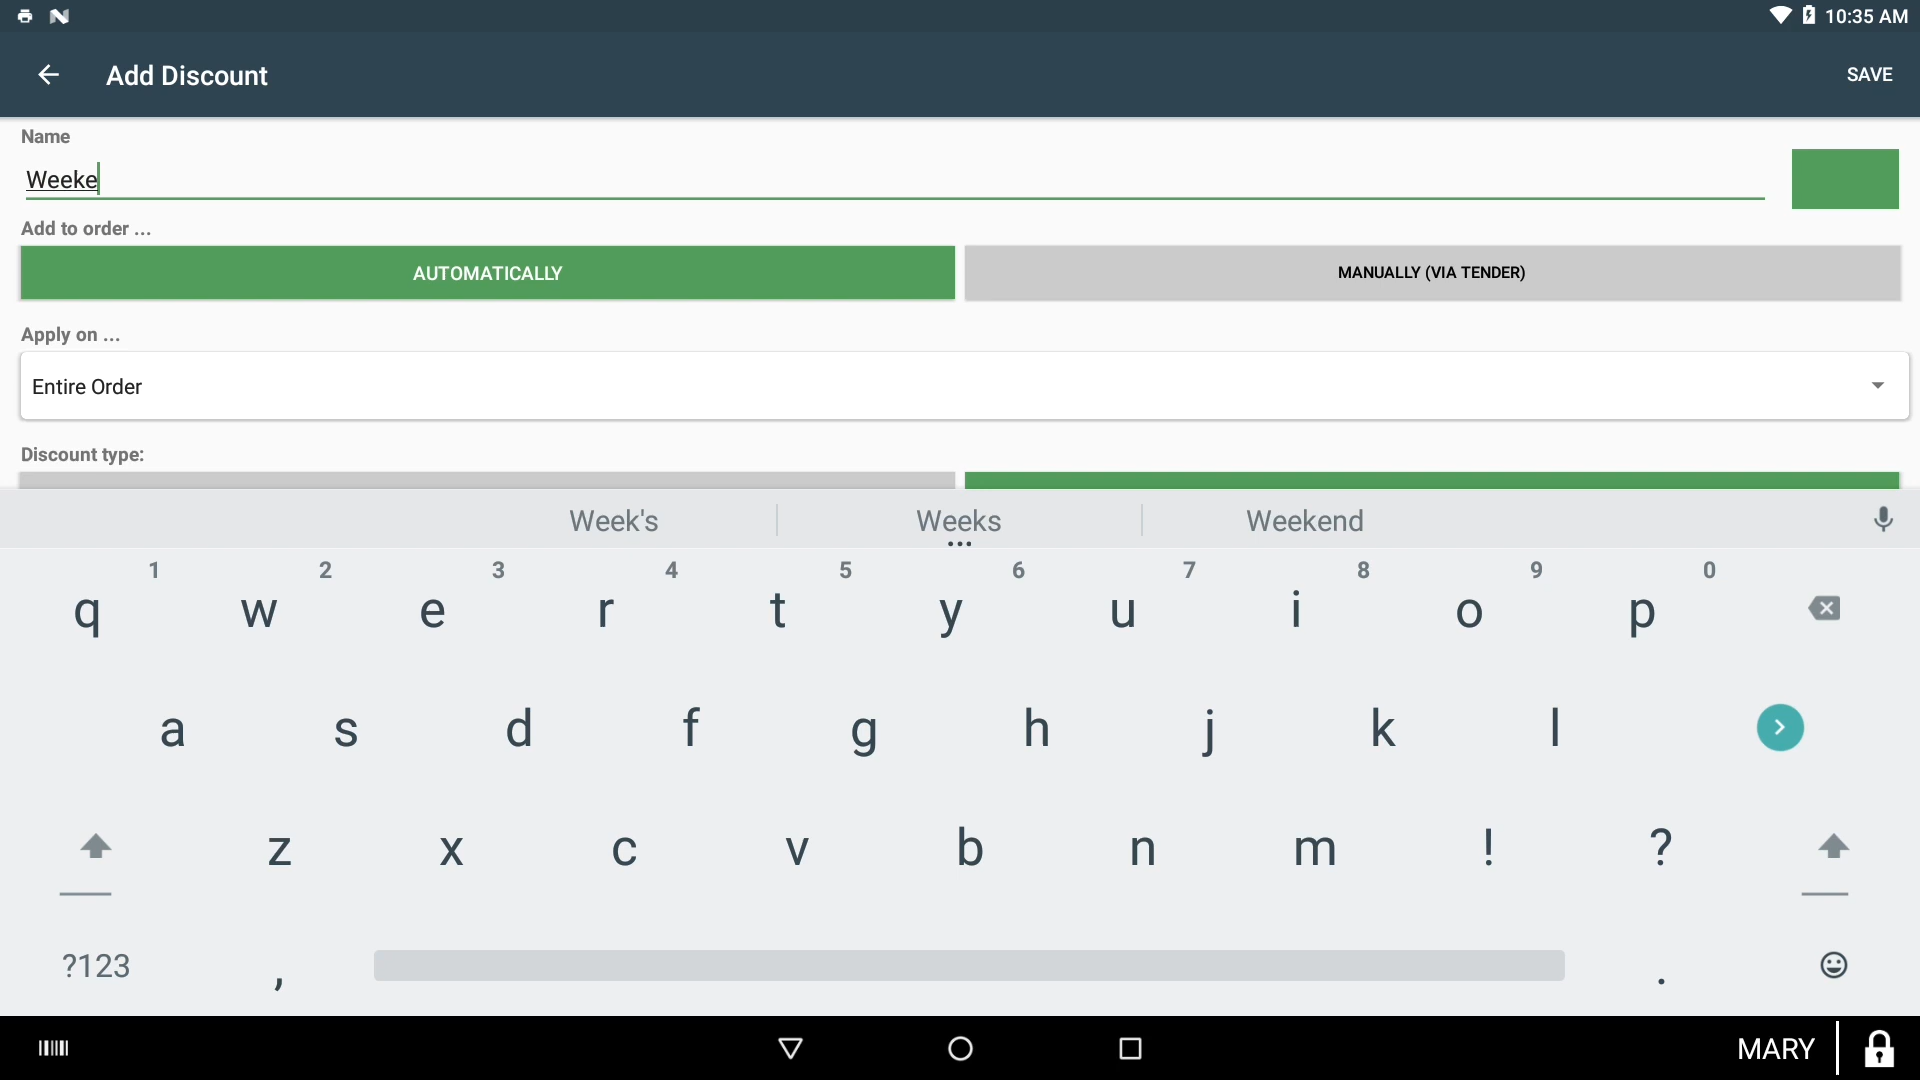 10:35 AM
Add Discount
SAVE
Name
Weeke
Add to order ...
AUTOMATICALLY
MANUALLY (VIA TENDER)
Apply on ...
Entire Order
Discount type:
Week's Weeks Weekend
1 2 3 4 5 6 7 8 9 0
q w e r t y u i o p
a s d f g h j k l
z x c v b n m ! ?
?123 , .
MARY